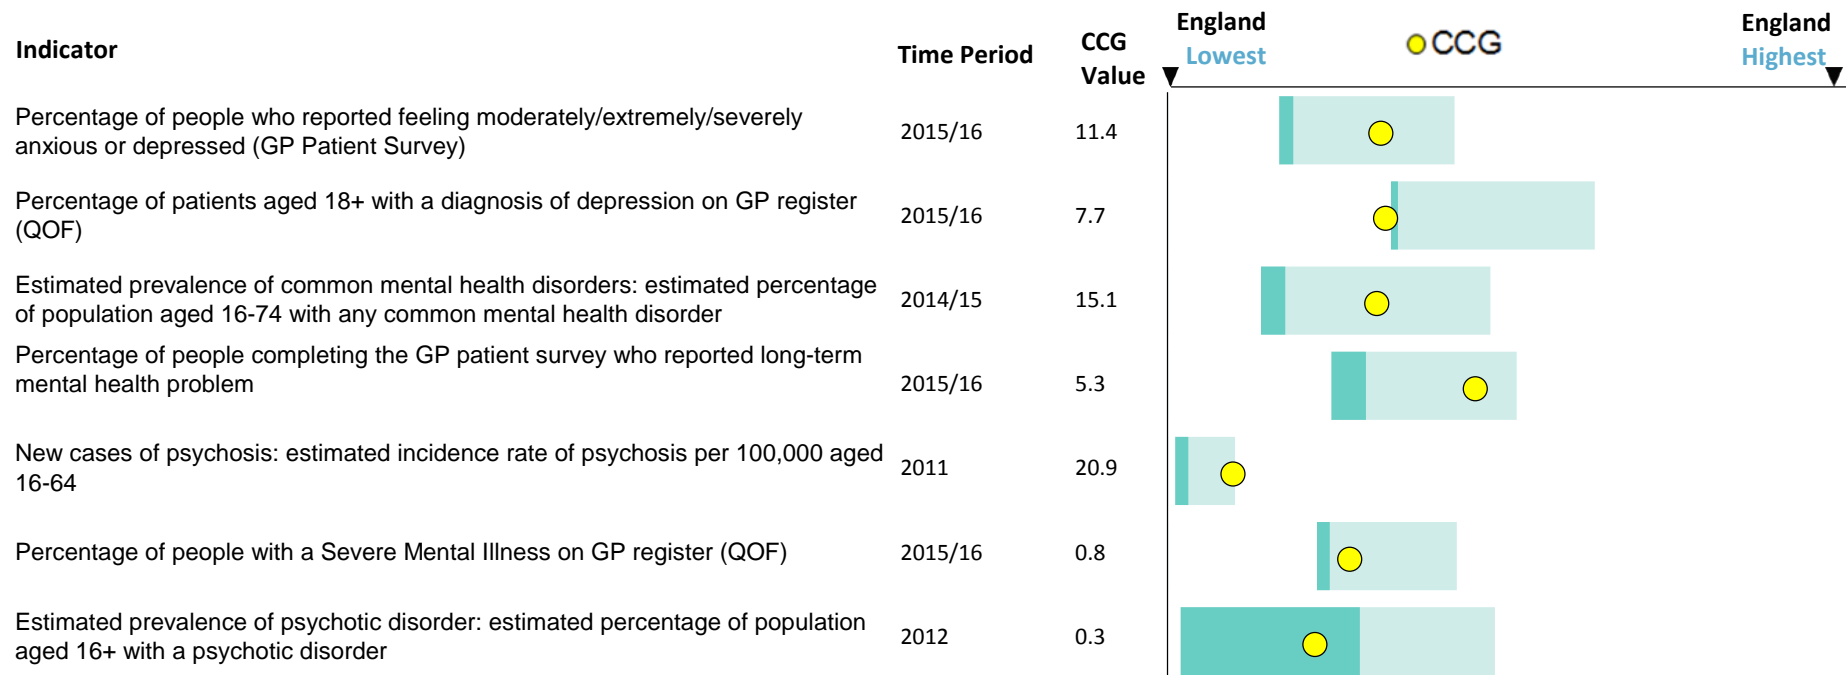 Indicator
Time Period
CCG
Value
England
Lowest
CCG
England
Highest
Percentage of people who reported feeling moderately/extremely/severely
anxious or depressed (GP Patient Survey)
2015/16
11.4
Percentage of patients aged 18+ with a diagnosis of depression on GP register
(QOF)
2015/16
7.7
Estimated prevalence of common mental health disorders: estimated percentage
of population aged 16-74 with any common mental health disorder
2014/15
15.1
Percentage of people completing the GP patient survey who reported long-term
mental health problem
2015/16
5.3
New cases of psychosis: estimated incidence rate of psychosis per 100,000 aged
16-64
2011
20.9
Percentage of people with a Severe Mental Illness on GP register (QOF)
2015/16
0.8
Estimated prevalence of psychotic disorder: estimated percentage of population
aged 16+ with a psychotic disorder
2012
0.3